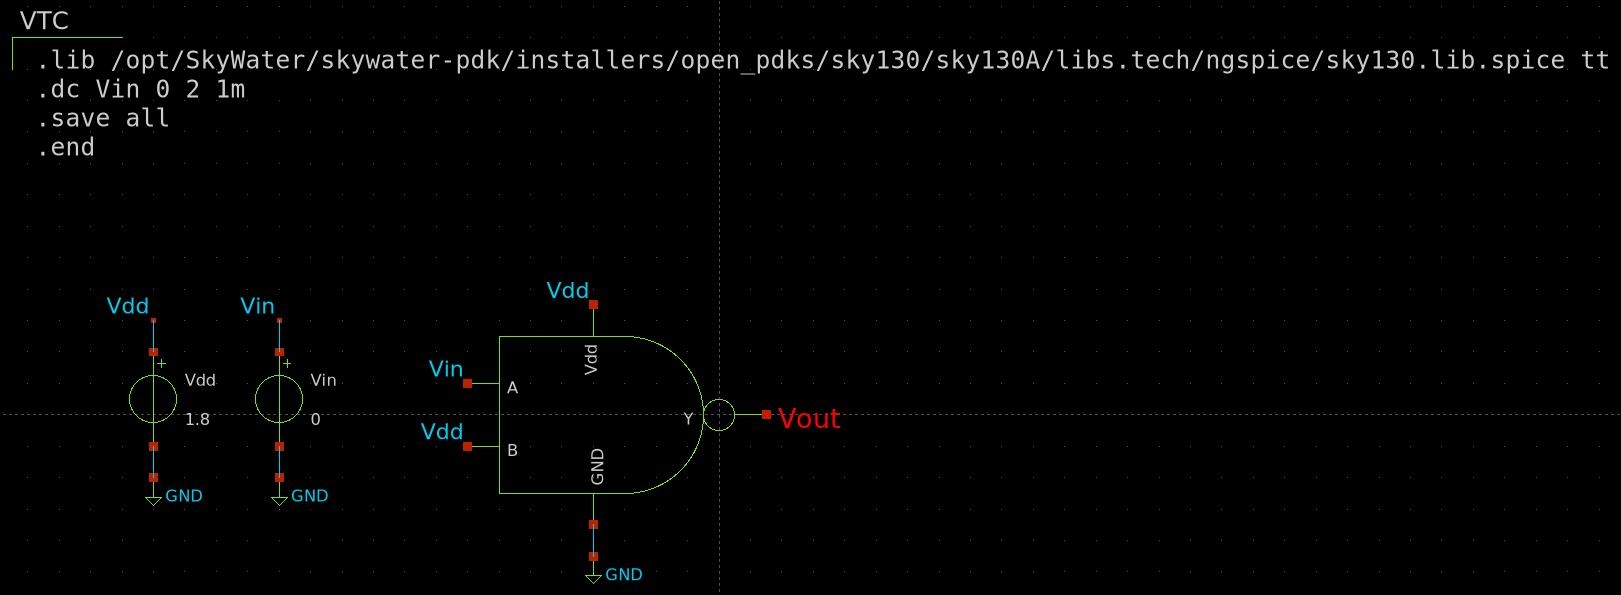 VTC
.lib /opt/SkyWater/skywater-pdk/installers/open_pdks/sky130/sky130A/libs.tech/ngspice/sky130.lib.spice tt
.dc Vin 0 2 1m
.save all
.end
Vdd
Vdd
Vin
+
+
Vdd
Vin
Vdd
Vin
A
1.8
0
Y
Vout
Vdd
B
GND
GND
GND
GND